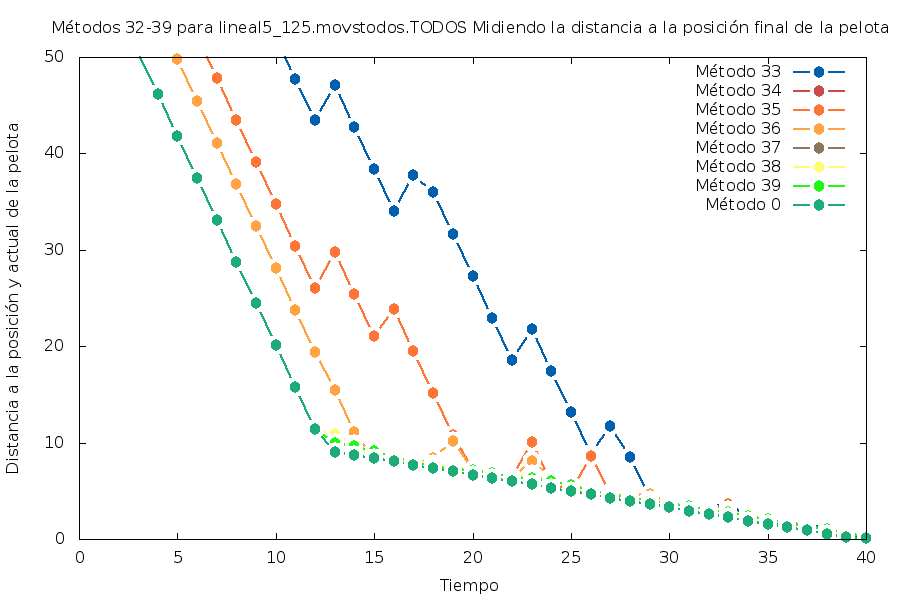 Métodos 32-39 para lineal5_125.movstodos.TODOS Midiendo la distancia a la posición final de la pelota
50
40
30
20
10
0
0 5 10 15 20 25 30 35 40
Distancia a la posición y actual de la pelota
Tiempo
Método 33
Método 34
Método 35
Método 36
Método 37
Método 38
Método 39
Método 0